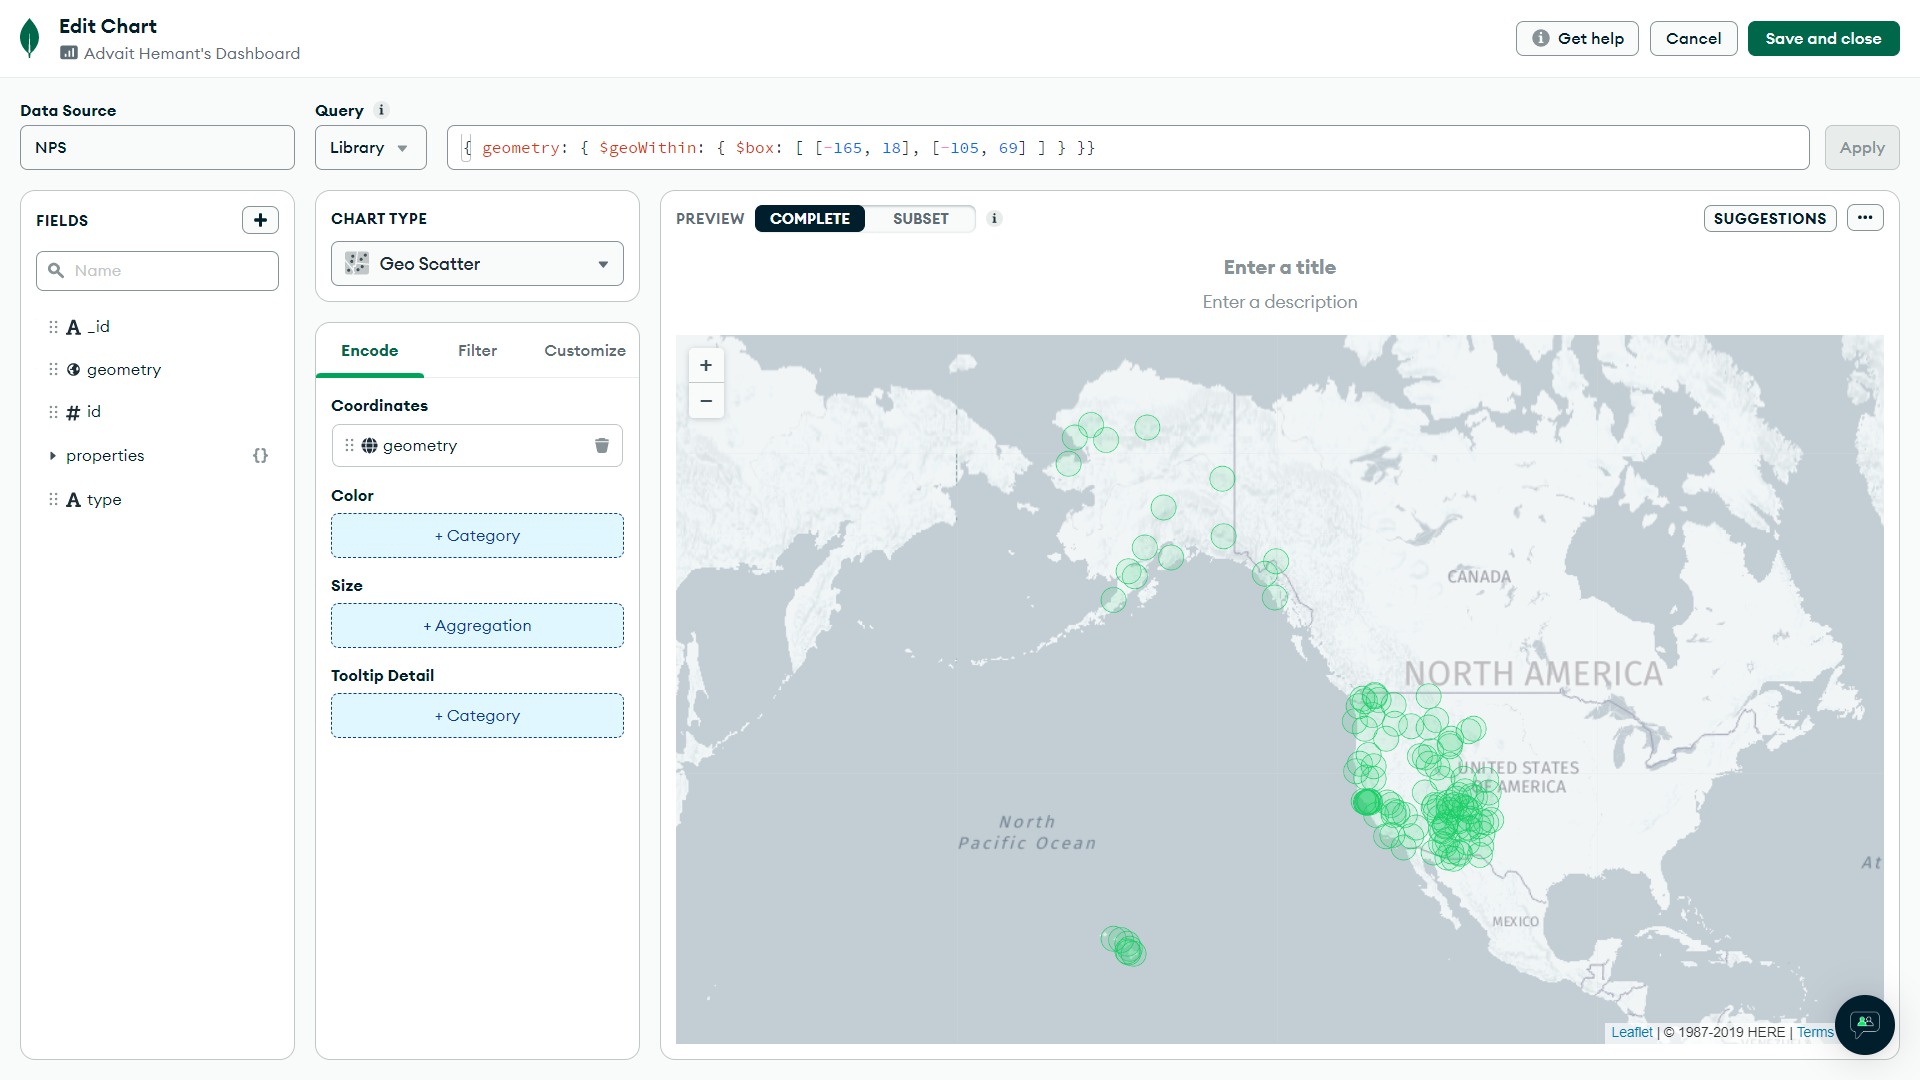 Edit Chart
Advait Hemant's Dashboard
Get help
Cancel
Save and close
Data Source
NPS
Query
Library
{ geometry: { $geoWithin: { $box: [ [-165, 18], [-105, 69] ] } }}
Apply
FIELDS
+
Name
_id
geometry
# id
properties {}
type
CHART TYPE
Geo Scatter
Encode Filter Customize
Coordinates
geometry
Color
+ Category
Size
+ Aggregation
Tooltip Detail
+ Category
PREVIEW
COMPLETE
SUBSET
SUGGESTIONS
...
Enter a title
Enter a description
+
−
CANADA
NORTH AMERICA
UNITED STATES
OF AMERICA
North
Pacific Ocean
At
MEXICO
Leaflet | © 1987-2019 HERE | Terms